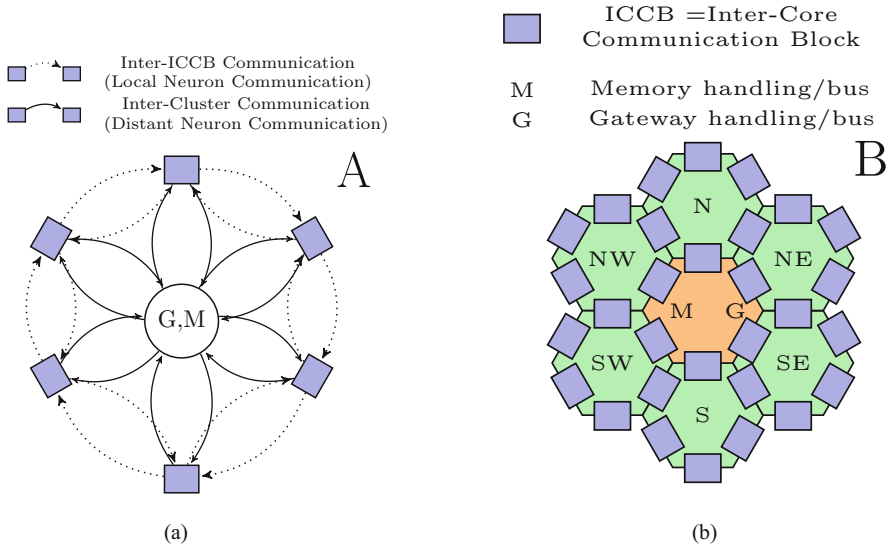 Inter-ICCB Communication
(Local Neuron Communication)
Inter-Cluster Communication
(Distant Neuron Communication)
A
G,M
(a)
ICCB =Inter-Core
Communication Block
M Memory handling/bus
G Gateway handling/bus
B
N
NW NE
M G
SW SE
S
(b)